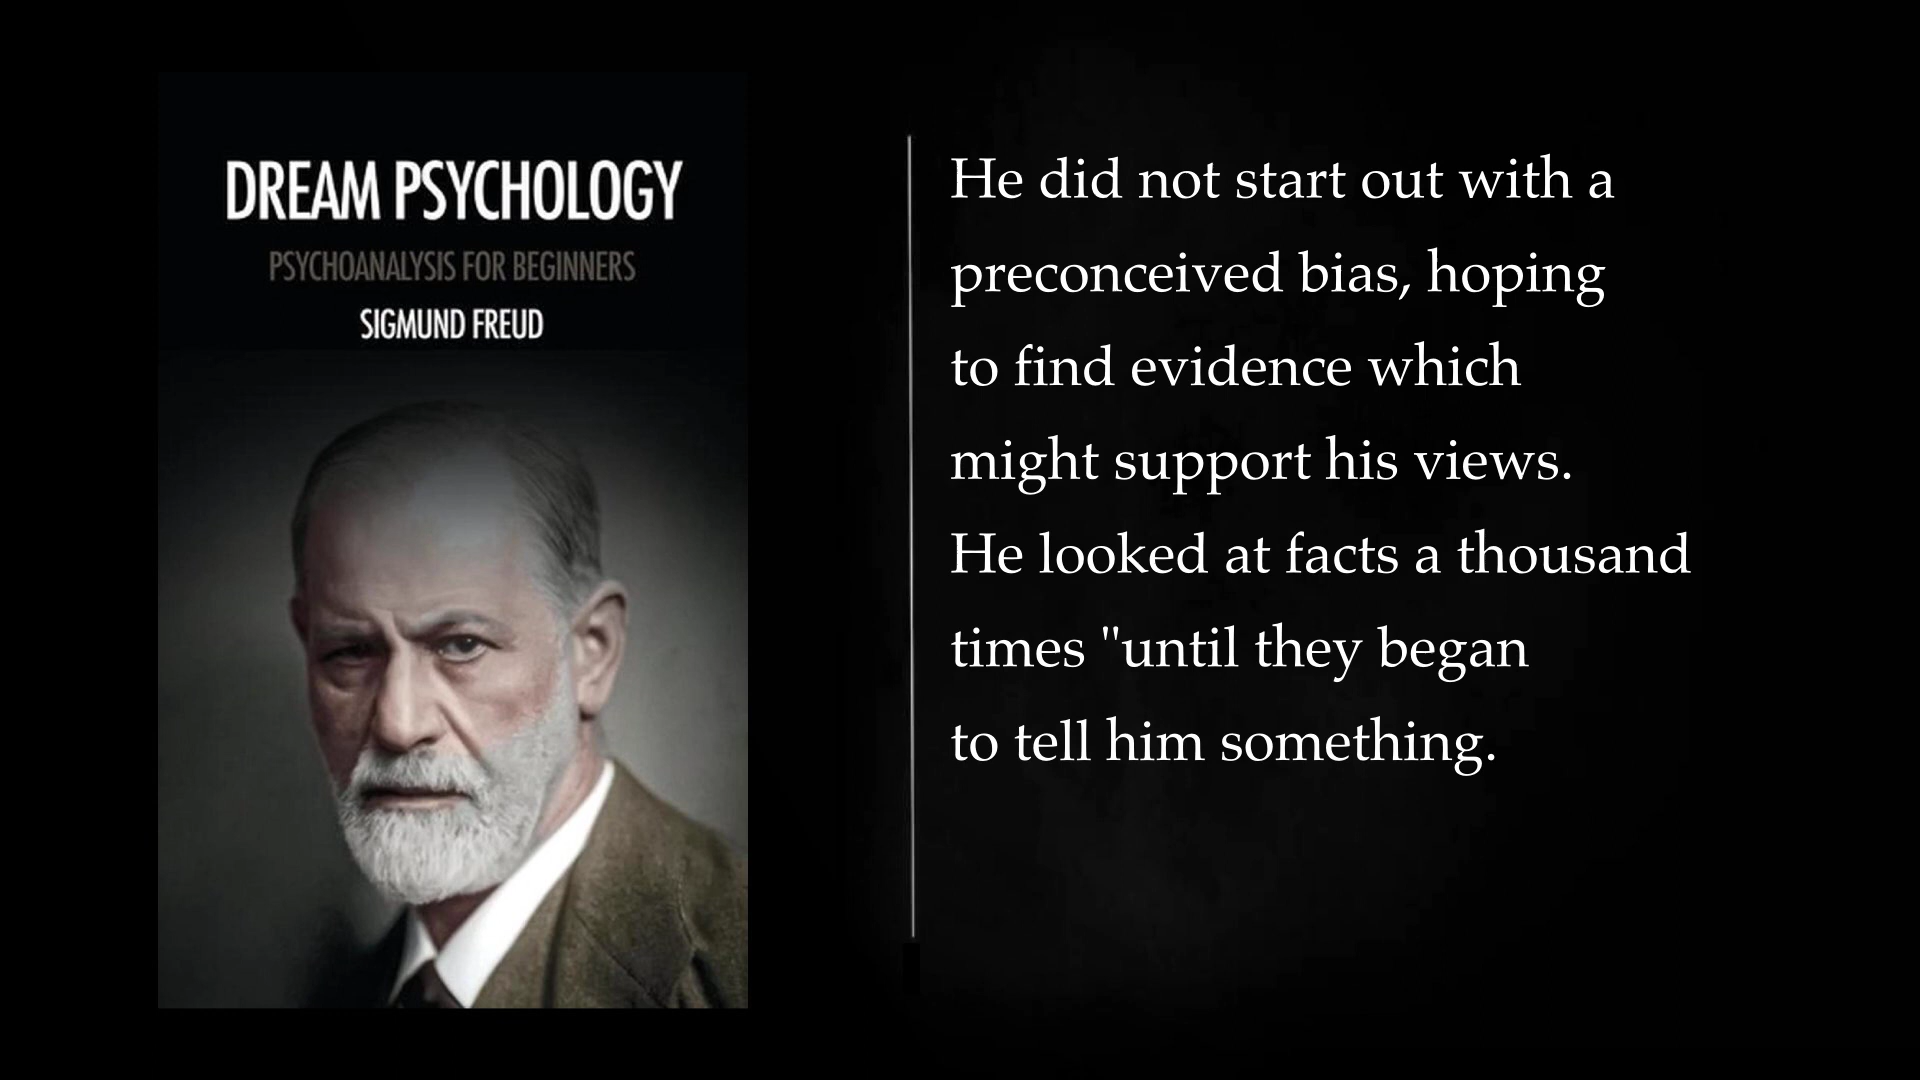 DREAM PSYCHOLOGY
PSYCHOANALYSIS FOR BEGINNERS
SIGMUND FREUD
He did not start out with a
preconceived bias, hoping
to find evidence which
might support his views.
He looked at facts a thousand
times "until they began
to tell him something.